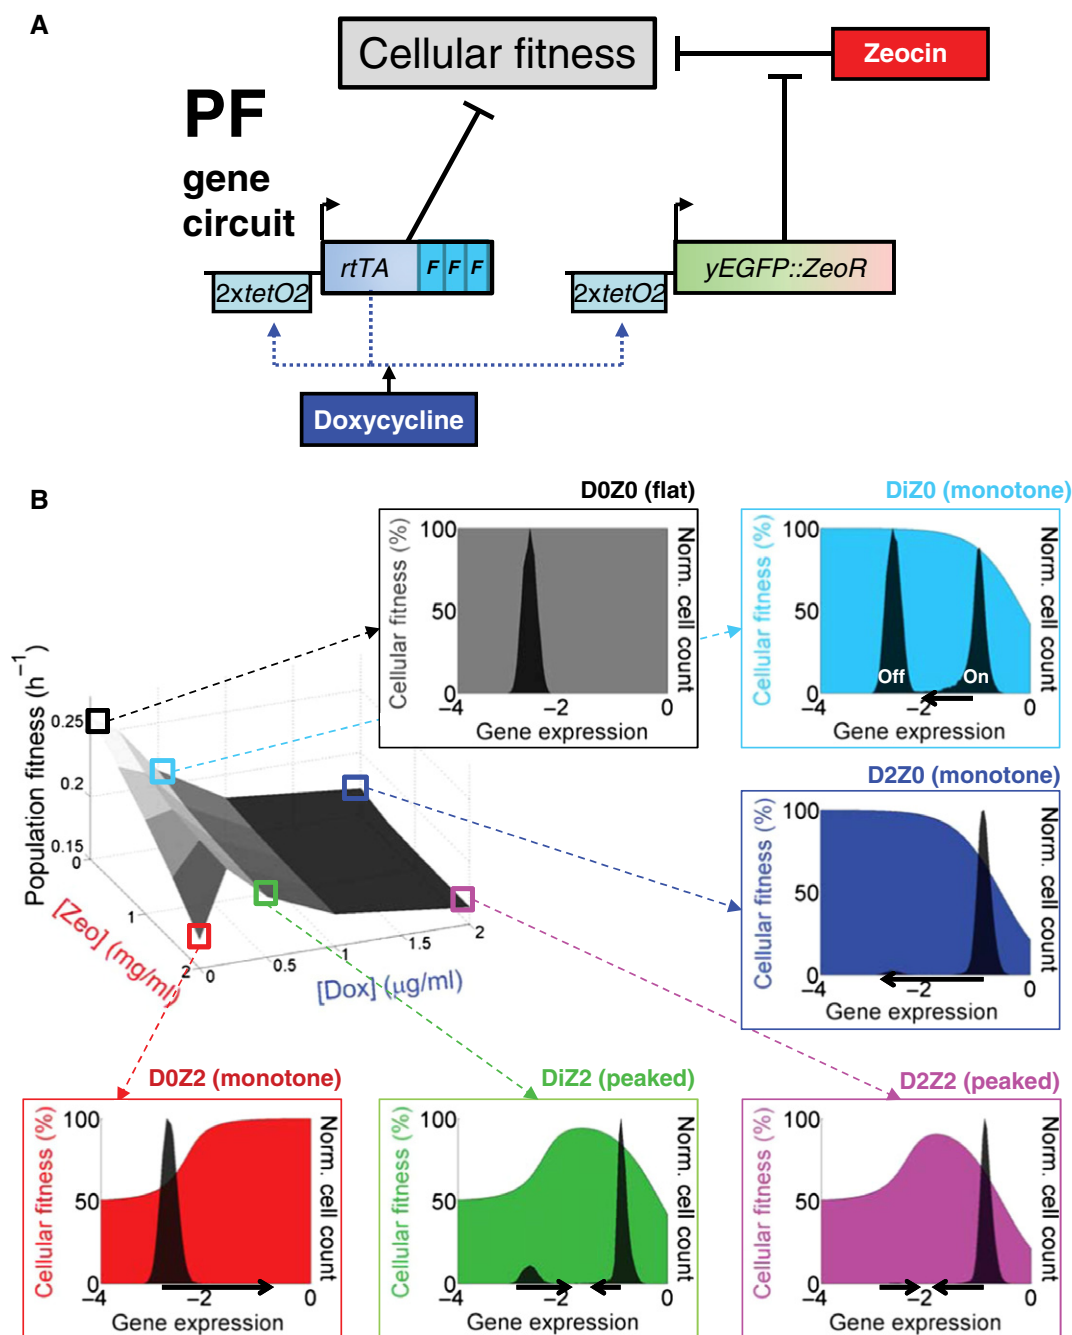 A
Cellular fitness
Zeocin
PF
gene
circuit
rtTA
F F F
yEGFP::ZeoR
2xtetO2
2xtetO2
Doxycycline
B
D0Z0 (flat)
Cellular fitness (%)
100
50
0
−4
−2
0
Gene expression
Norm. cell count
DiZ0 (monotone)
Cellular fitness (%)
100
50
0
Off
On
−4
−2
0
Gene expression
Norm. cell count
Population fitness (h−1)
0.25
0.2
0.15
0
1
2
[Zeo] (mg/ml)
0
0.5
1
1.5
2
[Dox] (μg/ml)
D2Z0 (monotone)
Cellular fitness (%)
100
50
0
−4
−2
0
Gene expression
Norm. cell count
D0Z2 (monotone)
Cellular fitness (%)
100
50
0
−4
−2
0
Gene expression
Norm. cell count
DiZ2 (peaked)
Cellular fitness (%)
100
50
0
−4
−2
0
Gene expression
Norm. cell count
D2Z2 (peaked)
Cellular fitness (%)
100
50
0
−4
−2
0
Gene expression
Norm. cell count